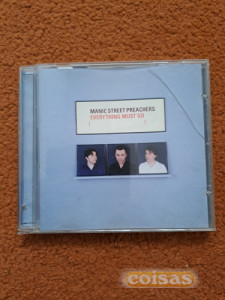 MANIC STREET PREACHERS
EVERYTHING MUST GO
coisas